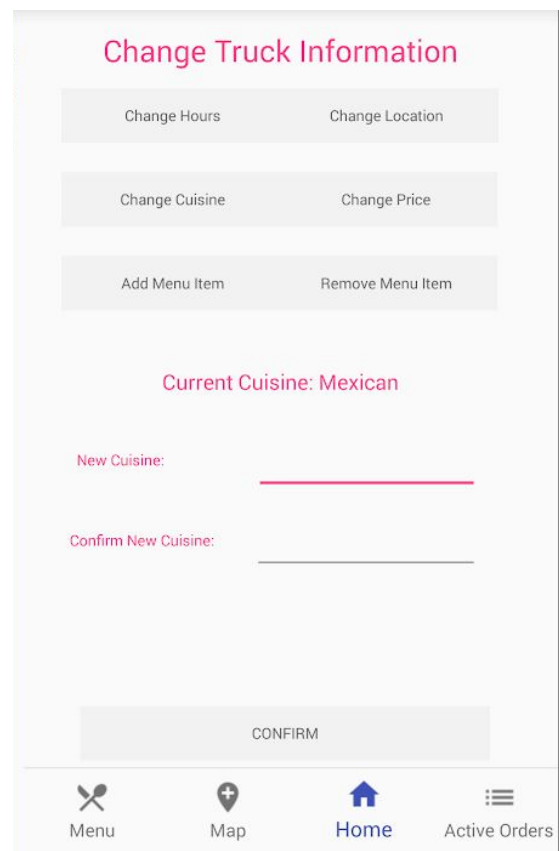 Change Truck Information
Change Hours Change Location
Change Cuisine Change Price
Add Menu Item Remove Menu Item
Current Cuisine: Mexican
New Cuisine:
Confirm New Cuisine:
CONFIRM
Menu Map Home Active Orders